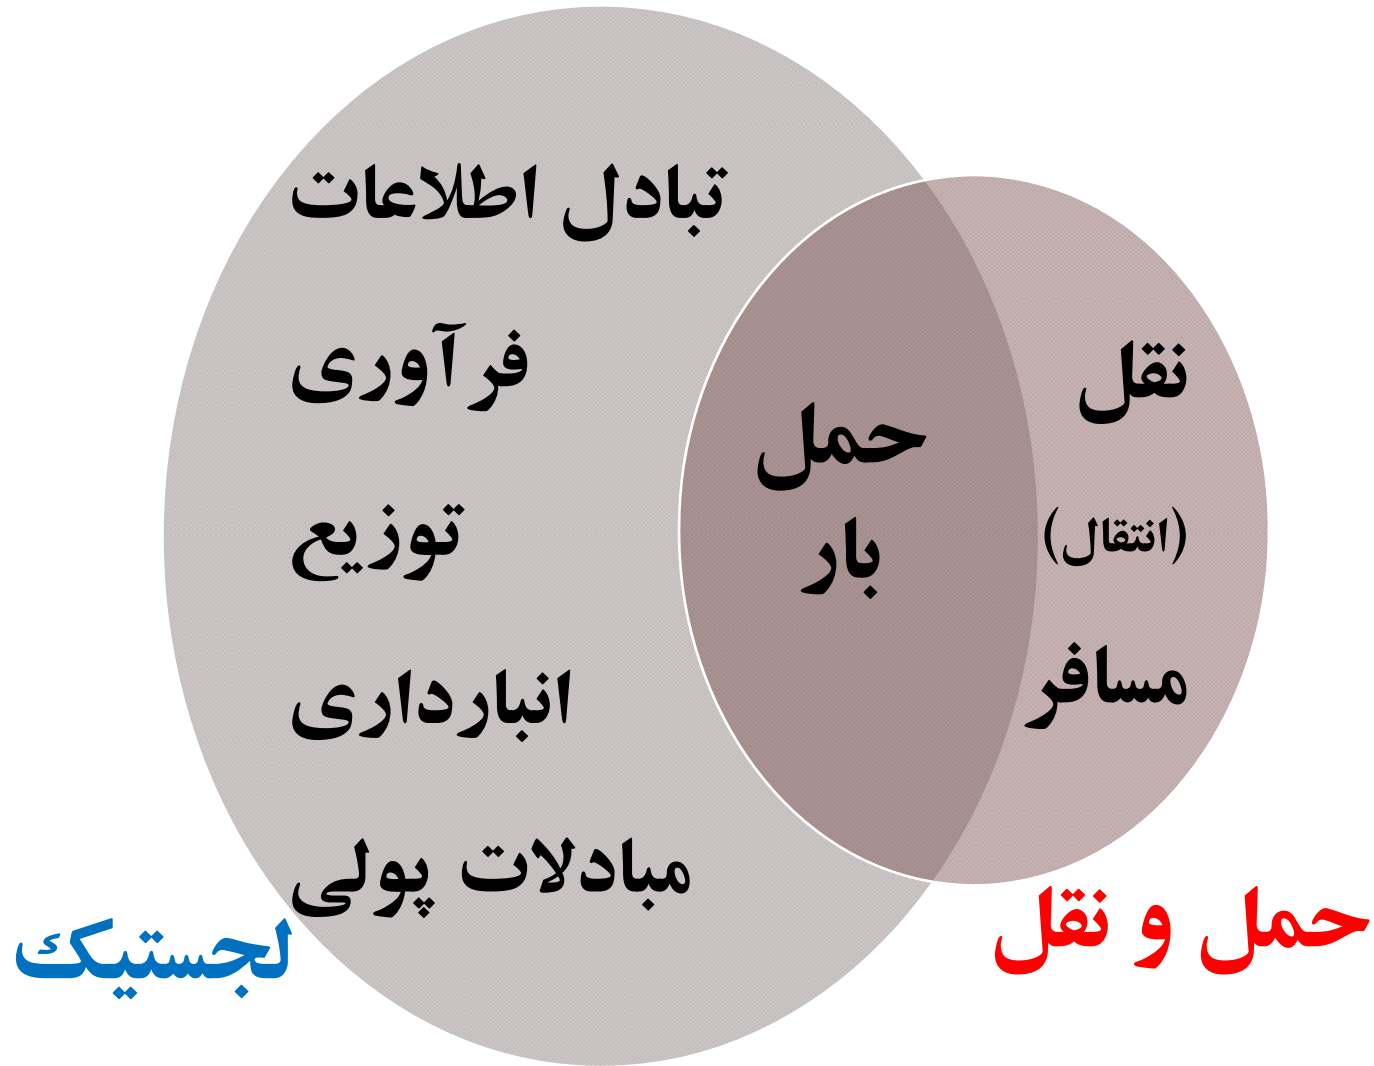 تبادل اطلاعات
فرآوری
توزیع
انبارداری
مبادلات پولی
حمل
بار
نقل
(انتقال)
مسافر
لجستیک
حمل و نقل